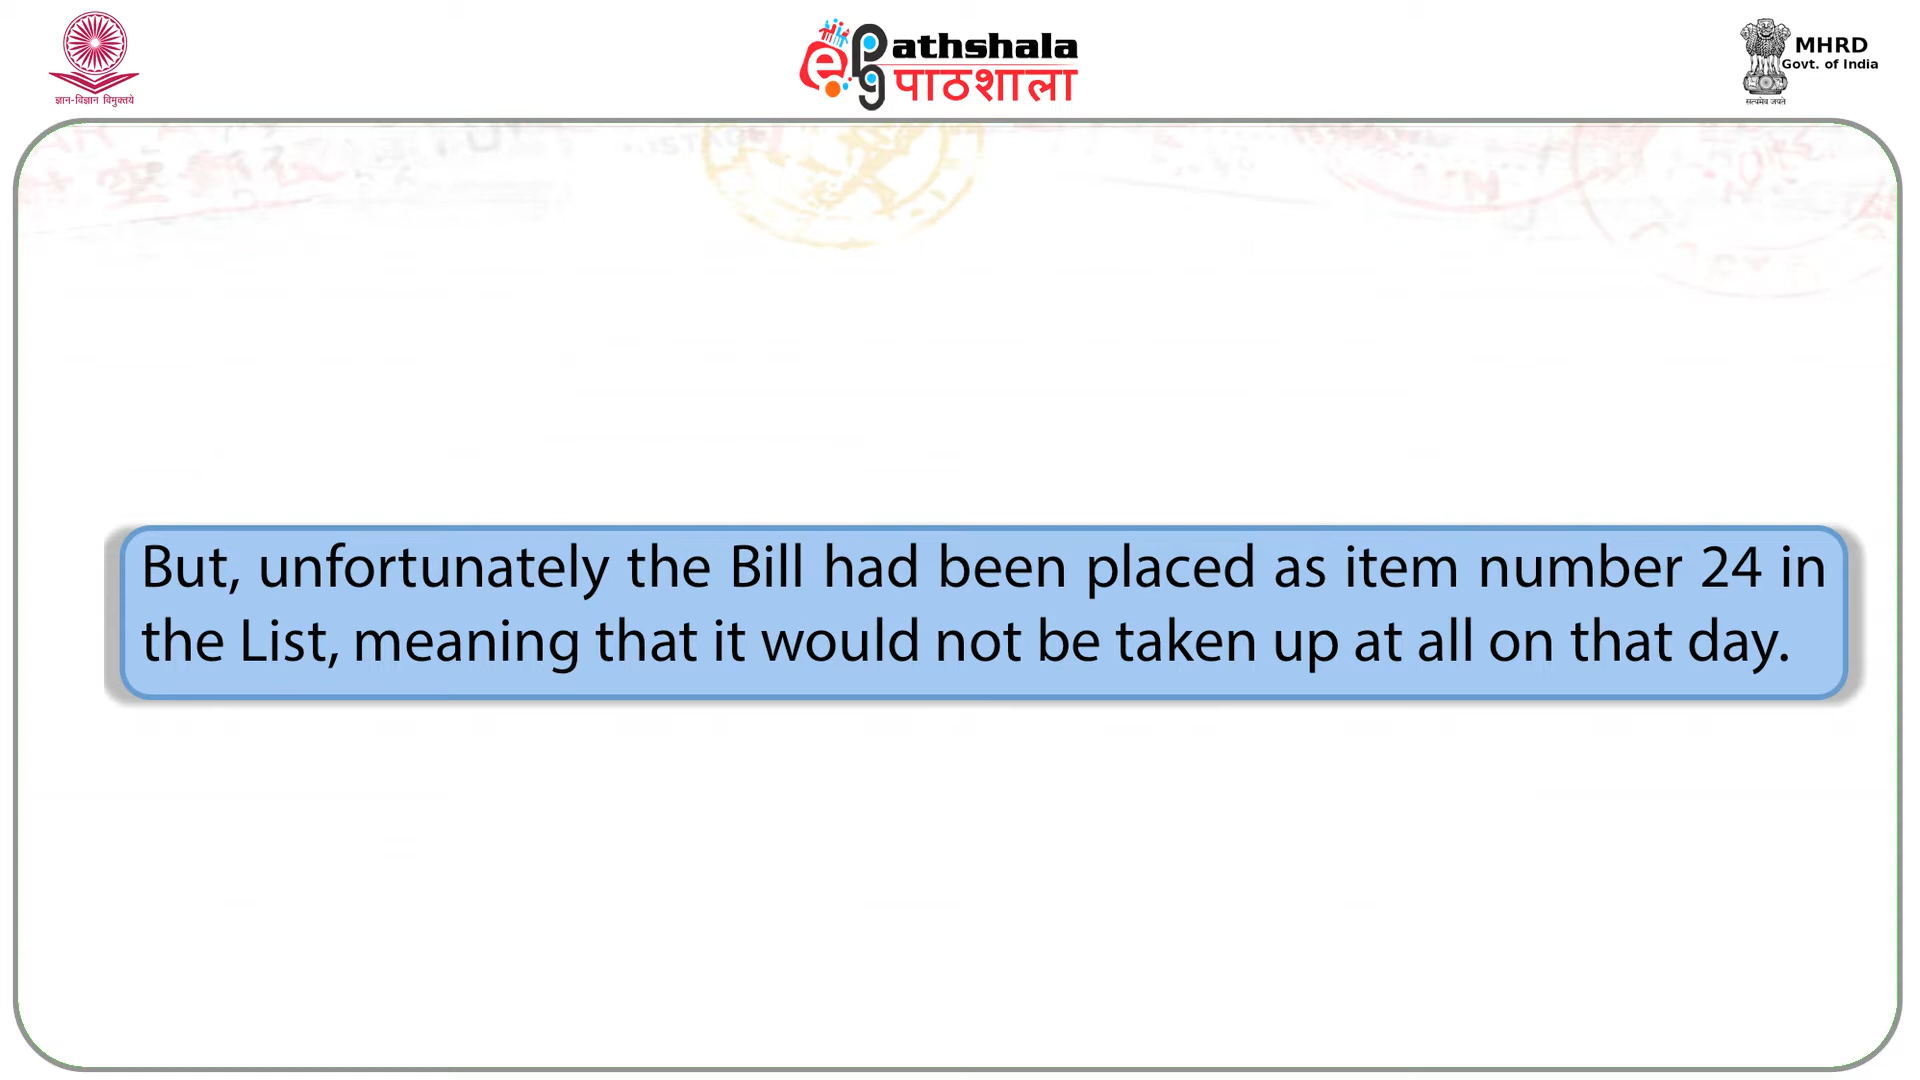 ज्ञान-विज्ञान विमुक्तये
e pg Pathshala
पाठशाला
MHRD
Govt. of India
सत्यमेव जयते
But, unfortunately the Bill had been placed as item number 24 in
the List, meaning that it would not be taken up at all on that day.